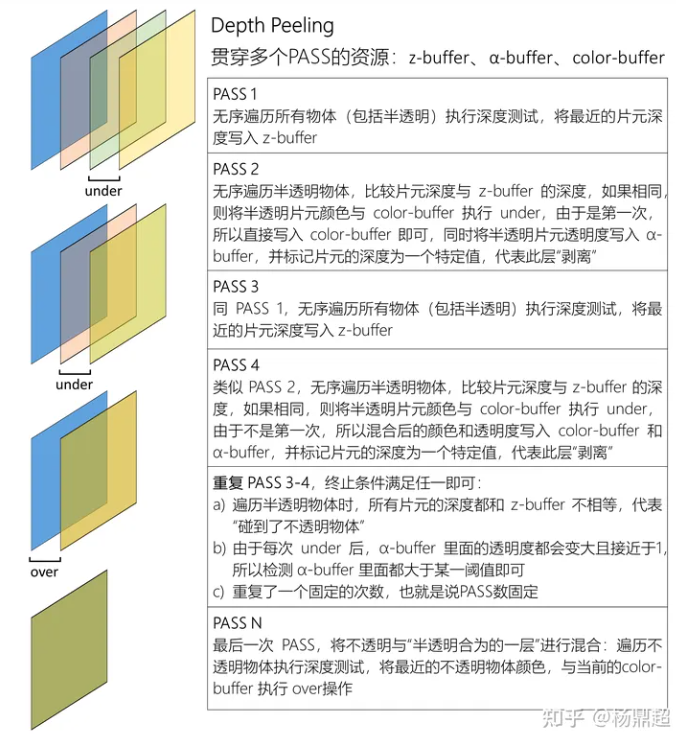 Depth Peeling
贯穿多个PASS的资源：z-buffer、α-buffer、color-buffer
PASS 1
无序遍历所有物体（包括半透明）执行深度测试，将最近的片元深
度写入 z-buffer
under
PASS 2
无序遍历半透明物体，比较片元深度与 z-buffer 的深度，如果相同，
则将半透明片元颜色与 color-buffer 执行 under，由于是第一次，
所以直接写入 color-buffer 即可，同时将半透明片元透明度写入 α-
buffer，并标记片元的深度为一个特定值，代表此层“剥离”
PASS 3
同 PASS 1，无序遍历所有物体（包括半透明）执行深度测试，将最
近的片元深度写入 z-buffer
under
PASS 4
类似 PASS 2，无序遍历半透明物体，比较片元深度与 z-buffer 的深
度，如果相同，则将半透明片元颜色与 color-buffer 执行 under，
由于不是第一次，所以混合后的颜色和透明度写入 color-buffer 和
α-buffer，并标记片元的深度为一个特定值，代表此层“剥离”
重复 PASS 3-4，终止条件满足任一即可：
a) 遍历半透明物体时，所有片元的深度都和 z-buffer 不相等，代表
“碰到了不透明物体”
b) 由于每次 under 后，α-buffer 里面的透明度都会变大且接近于1，
所以检测 α-buffer 里面都大于某一阈值即可
c) 重复了一个固定的次数，也就是说PASS数固定
over
PASS N
最后一次 PASS，将不透明与“半透明合为的一层”进行混合：遍历不
透明物体执行深度测试，将最近的不透明物体颜色，与当前的color-
buffer 执行 over操作
知乎 @杨鼎超